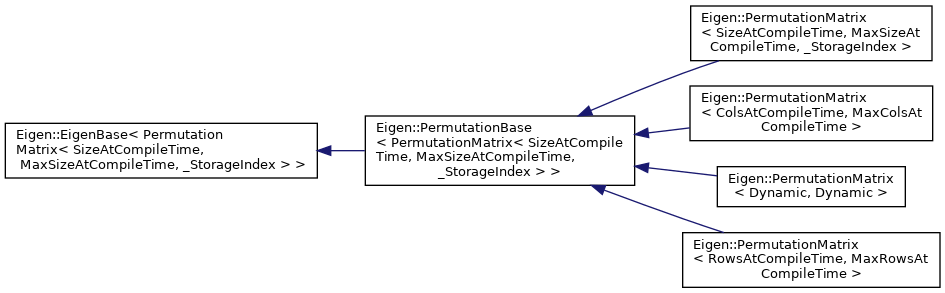 Eigen::EigenBase< Permutation
Matrix< SizeAtCompileTime,
MaxSizeAtCompileTime, _StorageIndex > >
Eigen::PermutationBase
< PermutationMatrix< SizeAtCompile
Time, MaxSizeAtCompileTime,
_StorageIndex > >
Eigen::PermutationMatrix
< SizeAtCompileTime, MaxSizeAt
CompileTime, _StorageIndex >
Eigen::PermutationMatrix
< ColsAtCompileTime, MaxColsAt
CompileTime >
Eigen::PermutationMatrix
< Dynamic, Dynamic >
Eigen::PermutationMatrix
< RowsAtCompileTime, MaxRowsAt
CompileTime >